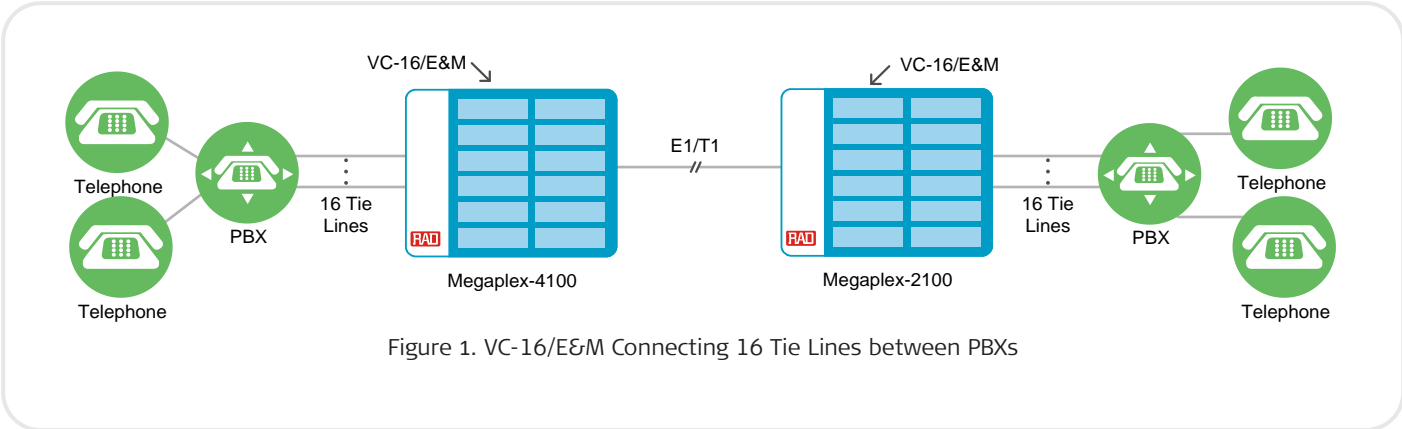 VC-16/E&M
VC-16/E&M
E1/T1
Telephone
16 Tie
Lines
PBX
RAD
RAD
16 Tie
Lines
PBX
Telephone
Megaplex-4100
Megaplex-2100
Telephone
Telephone
Figure 1. VC-16/E&M Connecting 16 Tie Lines between PBXs